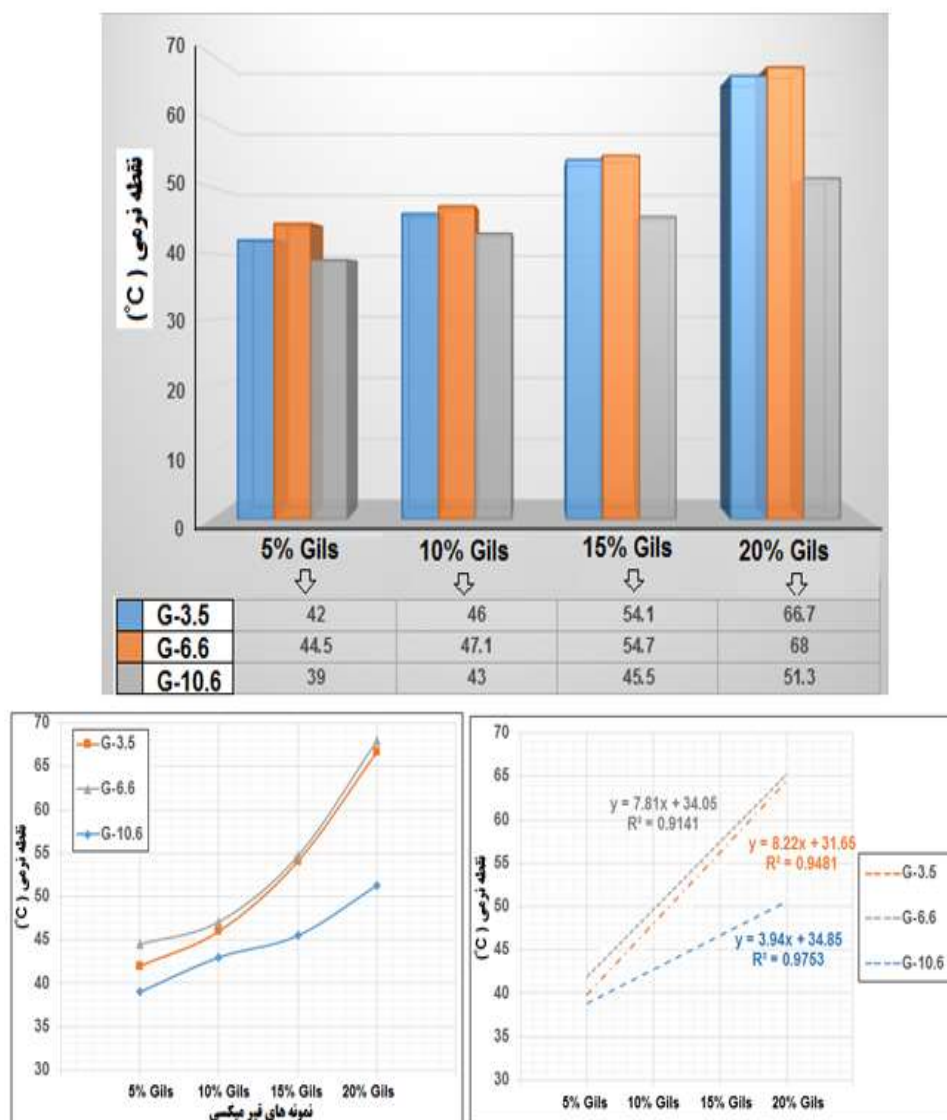 70
60
50
40
30
20
10
0
نقطه نرمی ( °C)
5% Gils 10% Gils 15% Gils 20% Gils
G-3.5 42 46 54.1 66.7
G-6.6 44.5 47.1 54.7 68
G-10.6 39 43 45.5 51.3
70
65
60
55
50
45
40
35
30
نقطه نرمی ( °C)
G-3.5
G-6.6
G-10.6
5% Gils 10% Gils 15% Gils 20% Gils
نمونه های قیر میکسی
70
65
60
55
50
45
40
35
30
نقطه نرمی ( °C)
y = 7.81x + 34.05
R² = 0.9141
y = 8.22x + 31.65
R² = 0.9481
y = 3.94x + 34.85
R² = 0.9753
G-3.5
G-6.6
G-10.6
5% Gils 10% Gils 15% Gils 20% Gils